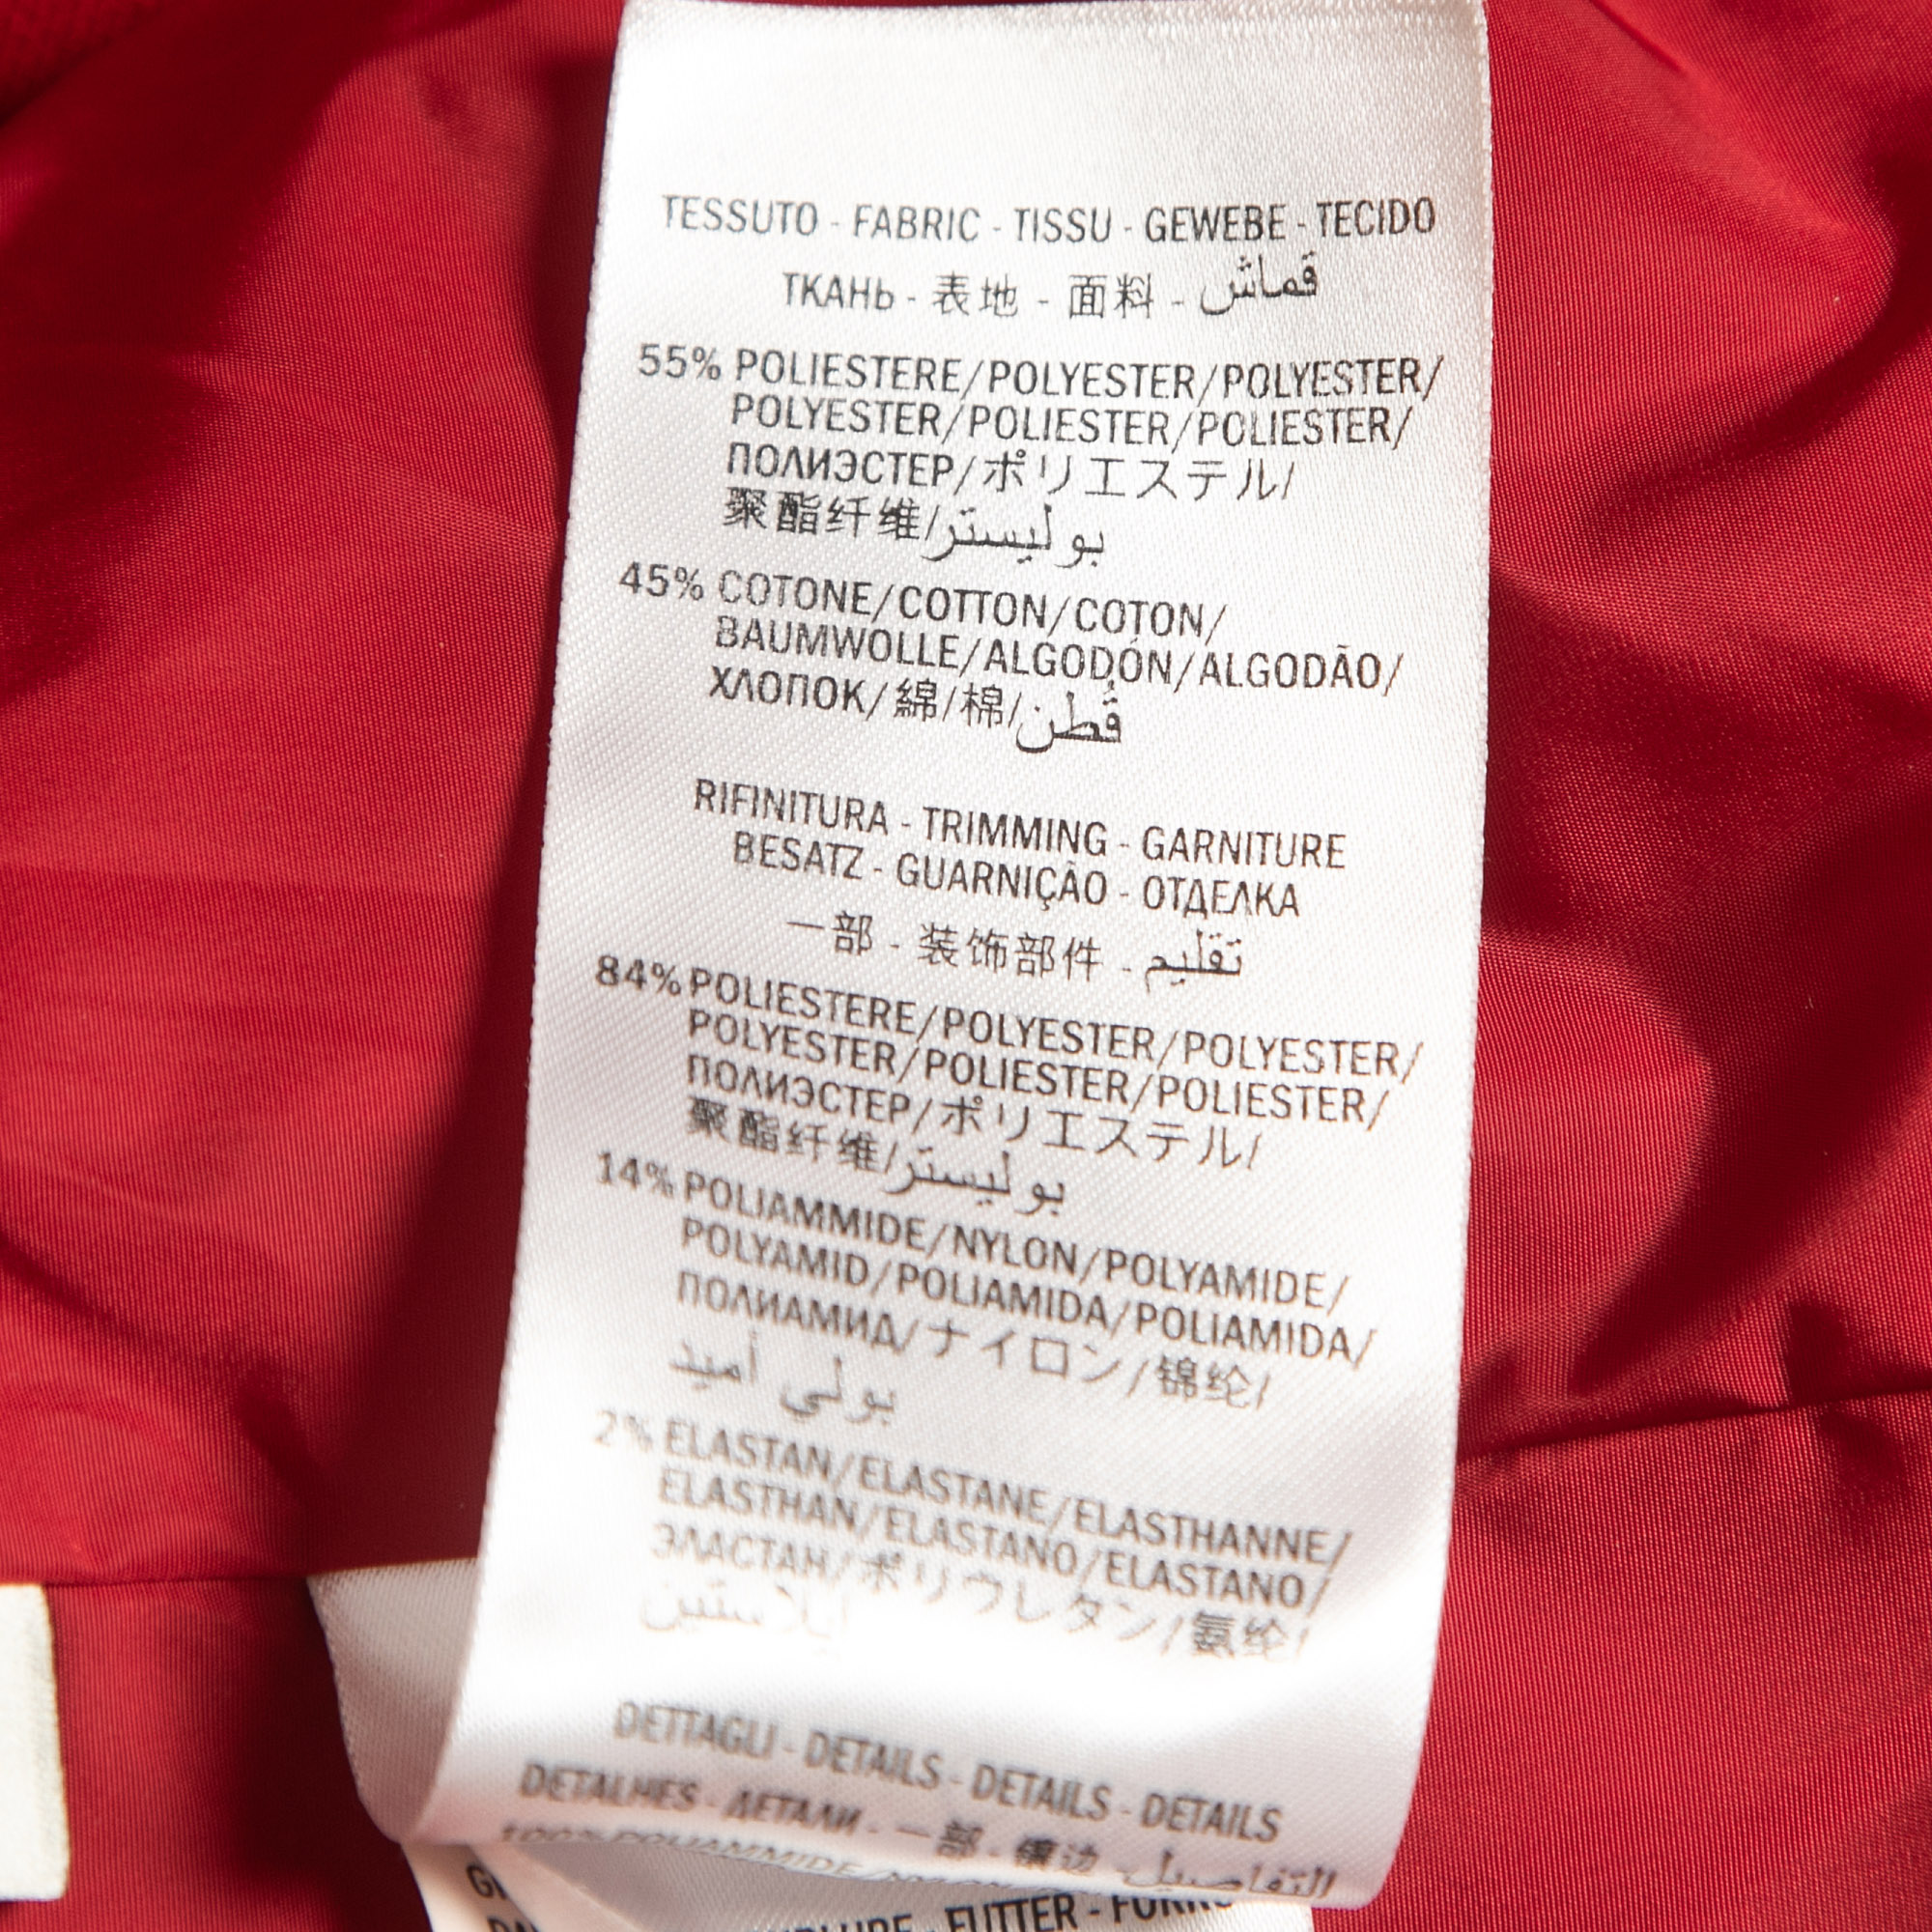 TESSUTO - FABRIC - TISSU - GEWEBE - TECIDO
ТКАНЬ - 表地 - 面料 - قماش
55% POLIESTERE/POLYESTER/POLYESTER/
POLYESTER/POLIESTER/POLIESTER/
ПОЛИЭСТЕР/ポリエステル/
聚酯纤维/بوليستر
45% COTONE/COTTON/COTON/
BAUMWOLLE/ALGODÓN/ALGODÃO/
ХЛОПОК/綿/棉/قُطن
RIFINITURA - TRIMMING - GARNITURE
BESATZ - GUARNIÇÃO - ОТДЕЛКА
一部 - 装饰部件 - تقليم
84% POLIESTERE/POLYESTER/POLYESTER/
POLYESTER/POLIESTER/POLIESTER/
ПОЛИЭСТЕР/ポリエステル/
聚酯纤维/بوليستر
14% POLIAMMIDE/NYLON/POLYAMIDE/
POLYAMID/POLIAMIDA/POLIAMIDA/
ПОЛИАМИД/ナイロン/锦纶/
بولي أميد
2% ELASTAN/ELASTANE/ELASTHANNE/
ELASTHAN/ELASTANO/ELASTANO/
ЭЛАСТАН/ポリウレタン/氨纶/
إيلاستين
DETTAGLI - DETAILS - DETAILS - DETAILS
DETALHES - ДЕТАЛИ - 一部 - 镶边 - التفاصيل
100% POLIAMMIDE
FUTTER -